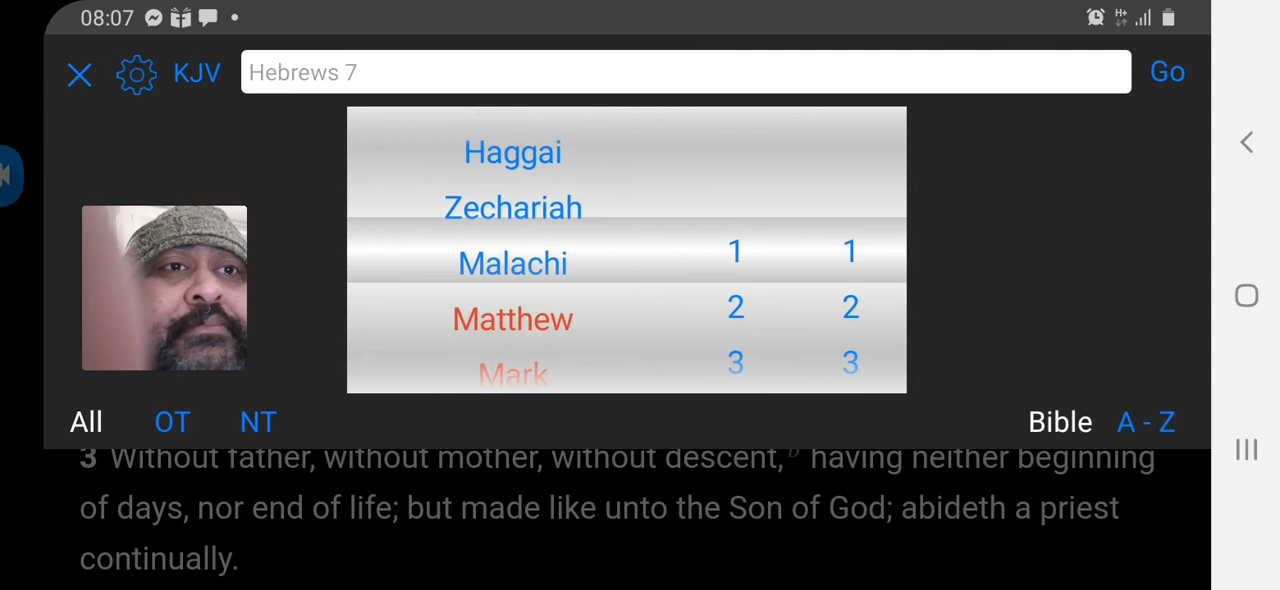 08:07
H+
KJV Hebrews 7 Go
Haggai
Zechariah
Malachi 1 1
Matthew 2 2
Mark 3 3
All OT NT Bible A - Z
3 Without father, without mother, without descent,D having neither beginning
of days, nor end of life; but made like unto the Son of God; abideth a priest
continually.